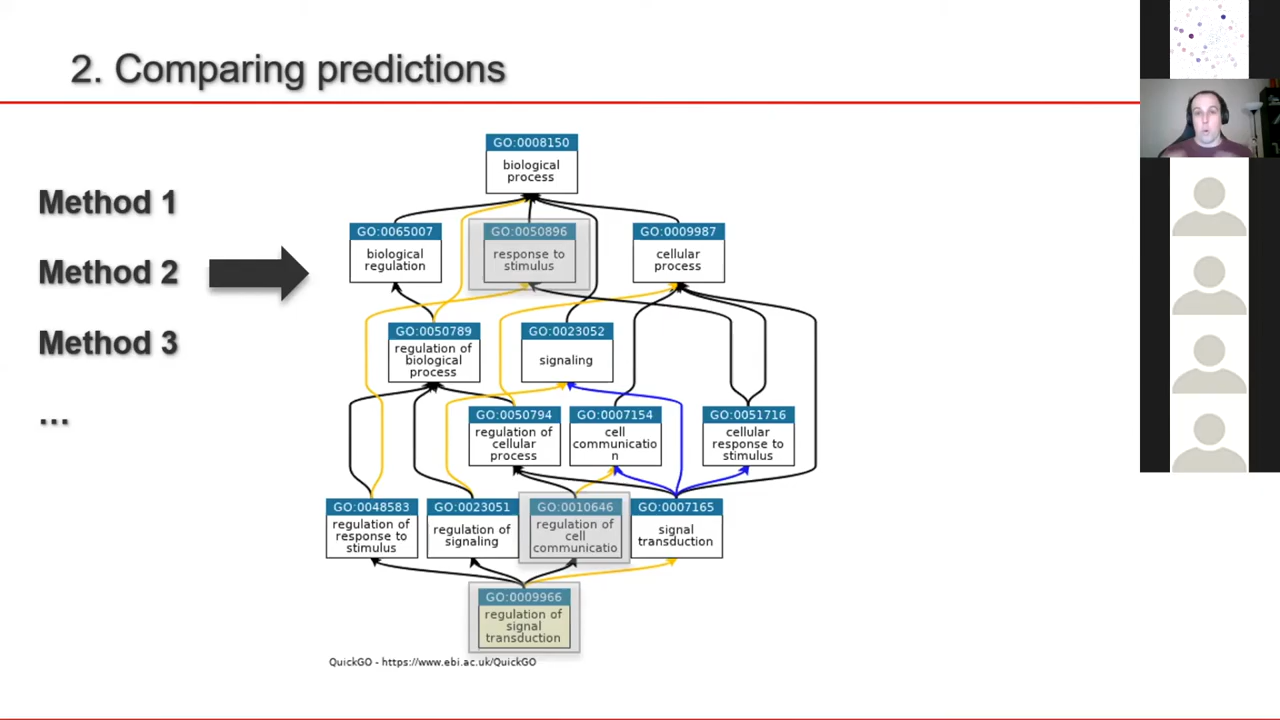 2. Comparing predictions
Method 1
Method 2
Method 3
...
GO:0008150
biological
process
GO:0065007
biological
regulation
GO:0050896
response to
stimulus
GO:0009987
cellular
process
GO:0050789
regulation of
biological
process
GO:0023052
signaling
GO:0050794
regulation of
cellular
process
GO:0007154
cell
communicatio
n
GO:0051716
cellular
response to
stimulus
GO:0048583
regulation of
response to
stimulus
GO:0023051
regulation of
signaling
GO:0010646
regulation of
cell
communicatio
GO:0007165
signal
transduction
GO:0009966
regulation of
signal
transduction
QuickGO - https://www.ebi.ac.uk/QuickGO